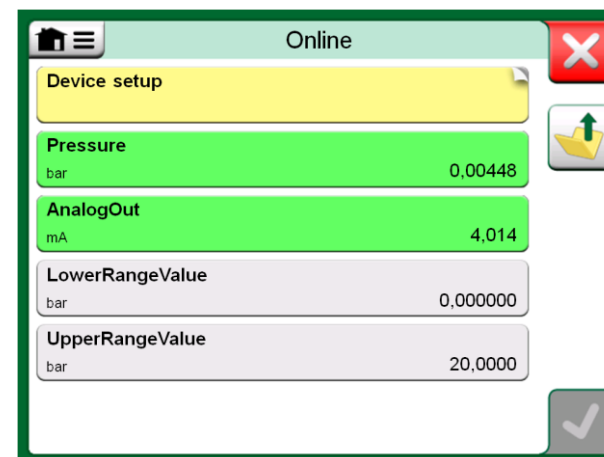 Online
Device setup
Pressure
bar 0,00448
AnalogOut
mA 4,014
LowerRangeValue
bar 0,000000
UpperRangeValue
bar 20,0000